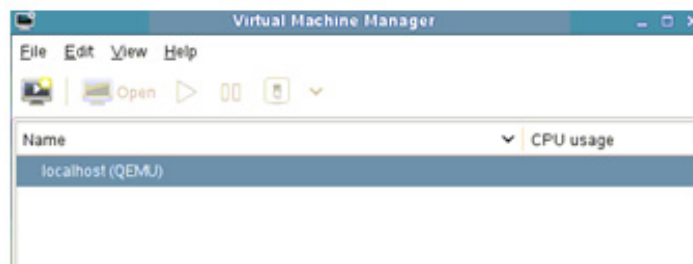 Virtual Machine Manager
File Edit View Help
Open
Name CPU usage
localhost (QEMU)